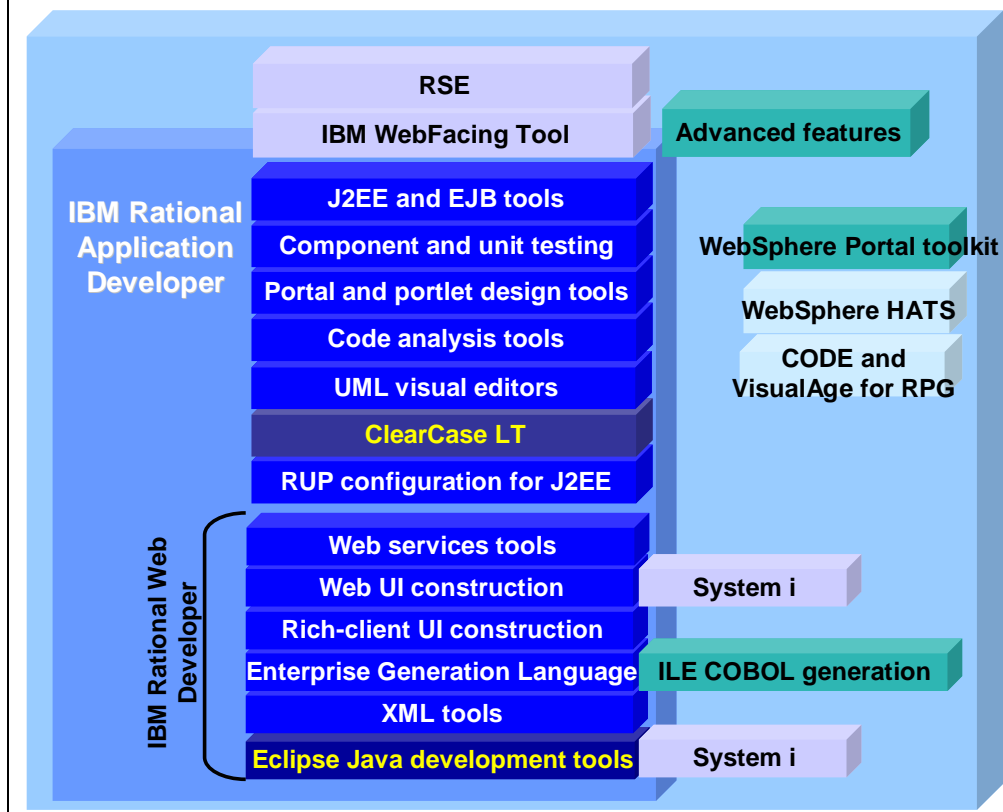 RSE
IBM WebFacing Tool
Advanced features
IBM Rational
Application
Developer
J2EE and EJB tools
Component and unit testing
Portal and portlet design tools
Code analysis tools
UML visual editors
ClearCase LT
RUP configuration for J2EE
WebSphere Portal toolkit
WebSphere HATS
CODE and
VisualAge for RPG
IBM Rational Web
Developer
Web services tools
Web UI construction
System i
Rich-client UI construction
Enterprise Generation Language
ILE COBOL generation
XML tools
Eclipse Java development tools
System i